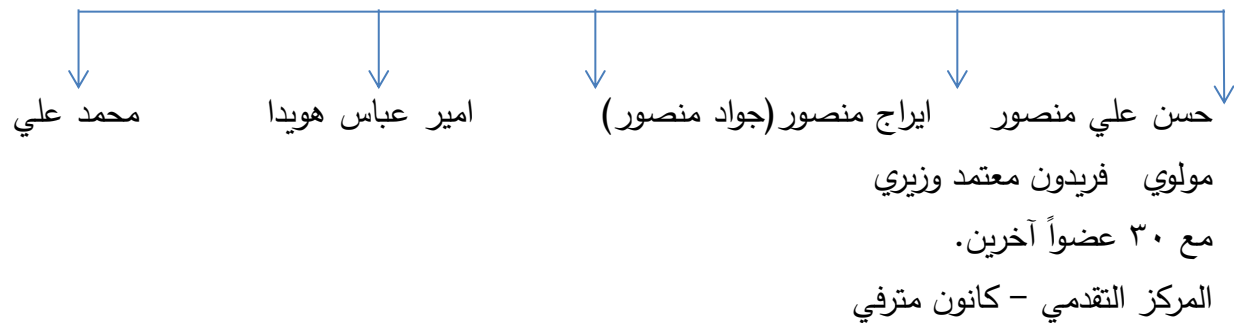 حسن علي منصور ايراج منصور(جواد منصور) امير عباس هويدا محمد علي
مولوي فريدون معتمد وزيري
مع ٣٠ عضواً آخرين.
المركز التقدمي – كانون مترفي